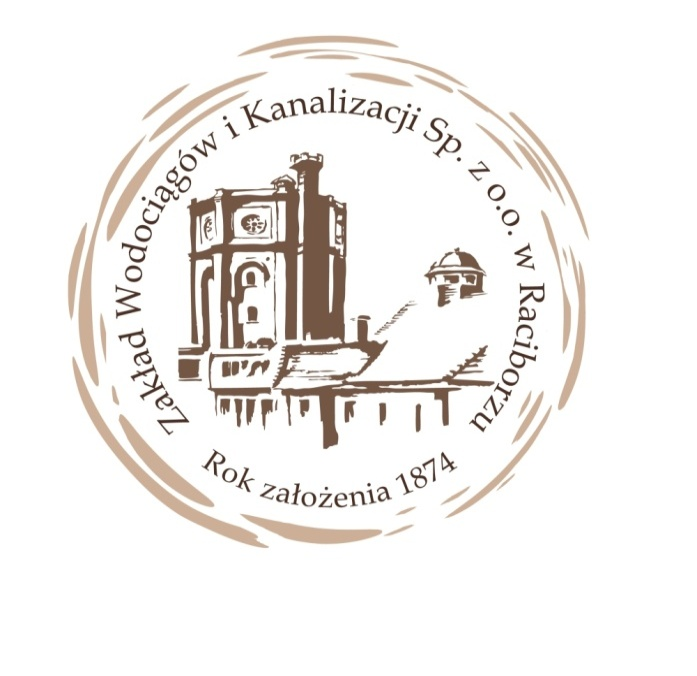 Zakład Wodociągów i Kanalizacji Sp. z o.o. w Raciborzu
Rok założenia 1874